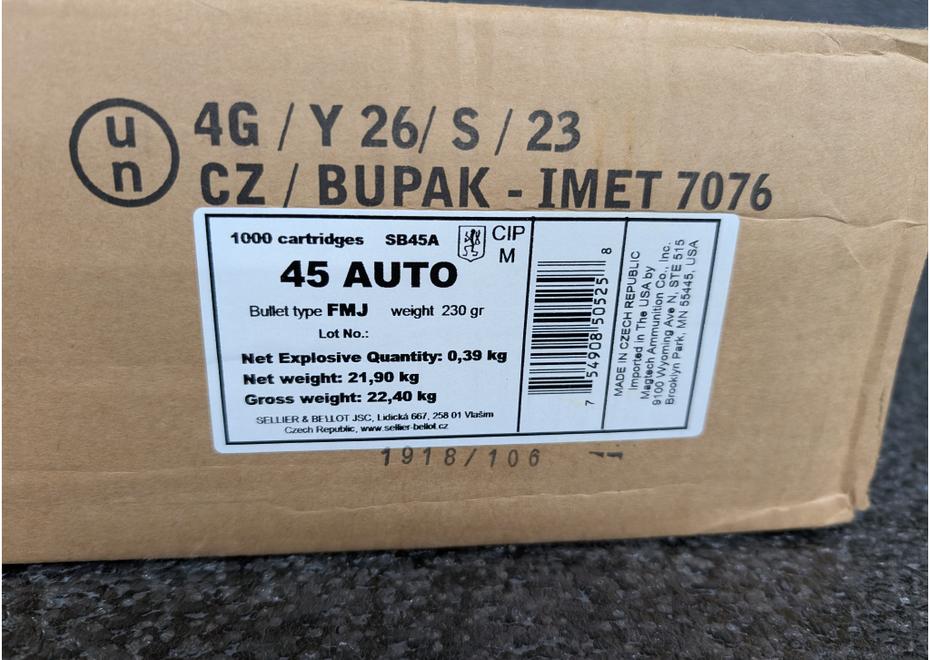 un
4G / Y 26/ S / 23
CZ / BUPAK - IMET 7076
1000 cartridges SB45A CIP
M
45 AUTO
Bullet type FMJ weight 230 gr
Lot No.:
Net Explosive Quantity: 0,39 kg
Net weight: 21,90 kg
Gross weight: 22,40 kg
SELLIER & BELLOT JSC, Lidická 667, 258 01 Vlašim
Czech Republic, www.sellier-bellot.cz
7 54908 50525 8
MADE IN CZECH REPUBLIC
Imported in The USA by
Magtech Ammunition Co., Inc.
9100 Wyoming Ave N, STE 515
Brooklyn Park, MN 55445, USA
1918/106